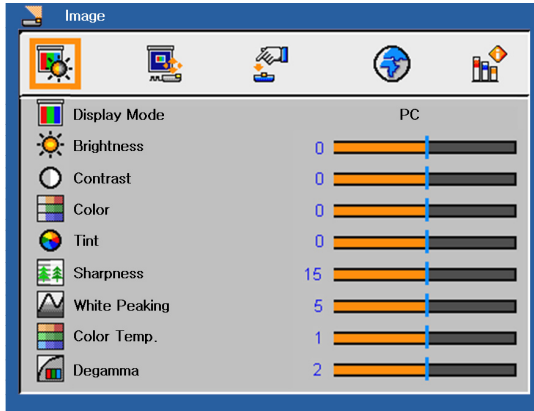 Image
Display Mode PC
Brightness 0
Contrast 0
Color 0
Tint 0
Sharpness 15
White Peaking 5
Color Temp. 1
Degamma 2